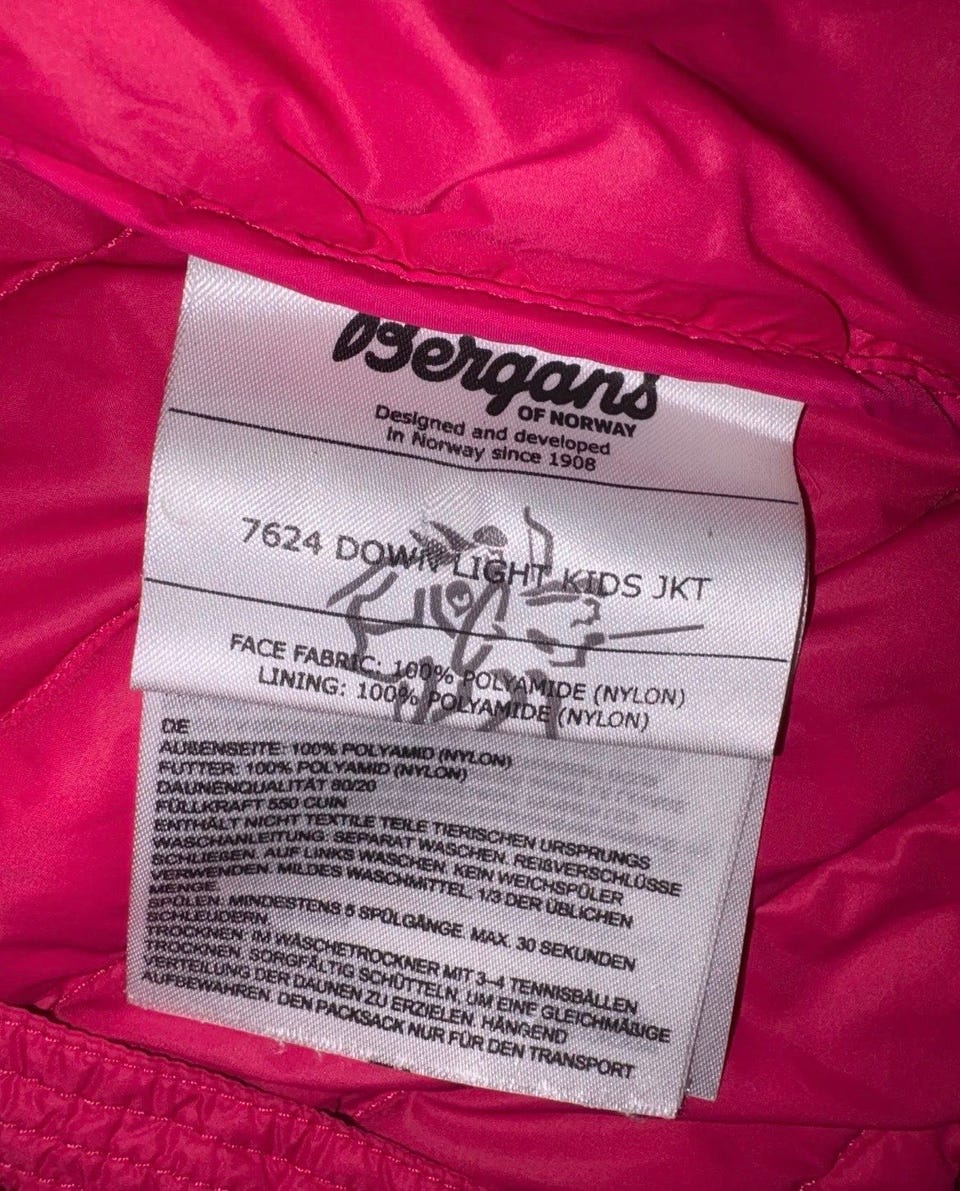 Bergans
OF NORWAY
Designed and developed
in Norway since 1908
7624 DOWN LIGHT KIDS JKT
FACE FABRIC: 100% POLYAMIDE (NYLON)
LINING: 100% POLYAMIDE (NYLON)
DE
AUßENSEITE: 100% POLYAMID (NYLON)
FUTTER: 100% POLYAMID (NYLON)
DAUNENQUALITÄT 80/20
FÜLLKRAFT 550 CUIN
ENTHÄLT NICHT TEXTILE TEILE TIERISCHEN URSPRUNGS
WASCHANLEITUNG: SEPARAT WASCHEN. REIßVERSCHLÜSSE
SCHLIEßEN. AUF LINKS WASCHEN. KEIN WEICHSPÜLER
VERWENDEN. MILDES WASCHMITTEL, 1/3 DER ÜBLICHEN
MENGE.
SPÜLEN: MINDESTENS 5 SPÜLGÄNGE. MAX. 30 SEKUNDEN
SCHLEUDERN.
TROCKNEN: IM WÄSCHETROCKNER MIT 3–4 TENNISBÄLLEN
TROCKNEN. SORGFÄLTIG SCHÜTTELN, UM EINE GLEICHMÄßIGE
VERTEILUNG DER DAUNEN ZU ERZIELEN. HÄNGEND
AUFBEWAHREN. DEN PACKSACK NUR FÜR DEN TRANSPORT